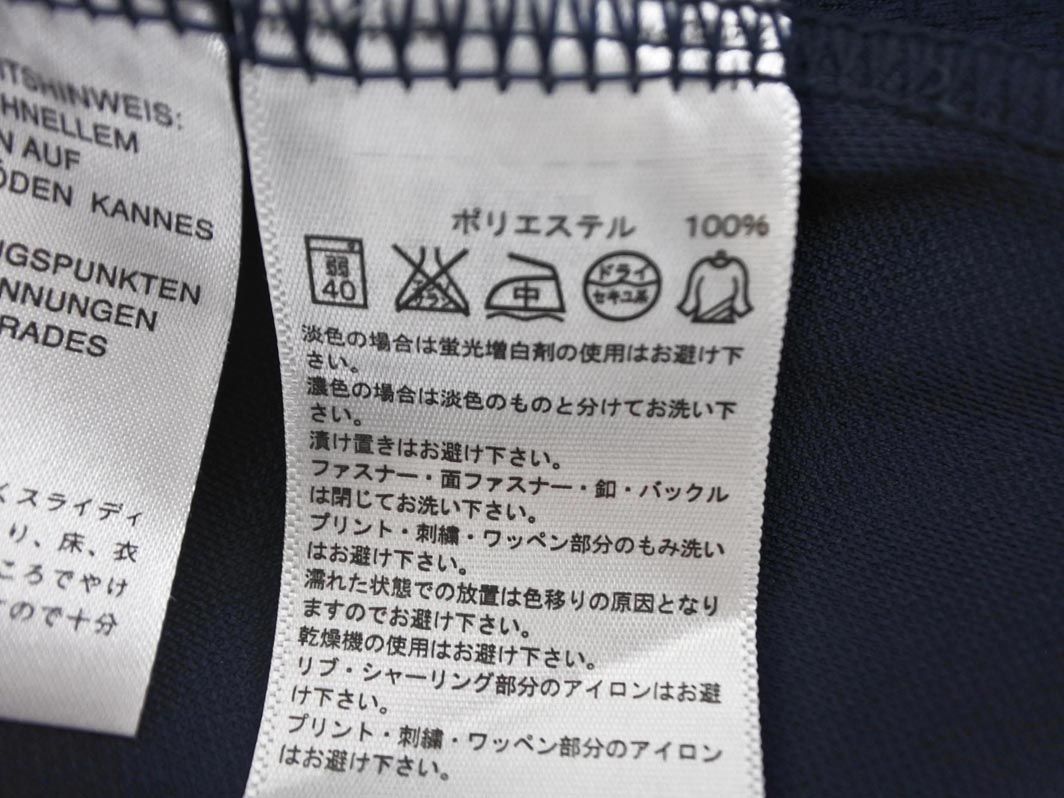 TSHINWEIS:
HNELLEM
N AUF
ÖDEN KANNES
NGSPUNKTEN
NNUNGEN
RADES
くスライディ
り、床、衣
ころでやけ
ので十分
ポリエステル 100%
弱
40
中
ドライ
セキユ系
淡色の場合は蛍光増白剤の使用はお避け下
さい。
濃色の場合は淡色のものと分けてお洗い下
さい。
漬け置きはお避け下さい。
ファスナー・面ファスナー・釦・バックル
は閉じてお洗い下さい。
プリント・刺繍・ワッペン部分のもみ洗い
はお避け下さい。
濡れた状態での放置は色移りの原因となり
ますのでお避け下さい。
乾燥機の使用はお避け下さい。
リブ・シャーリング部分のアイロンはお避
け下さい。
プリント・刺繍・ワッペン部分のアイロン
はお避け下さい。